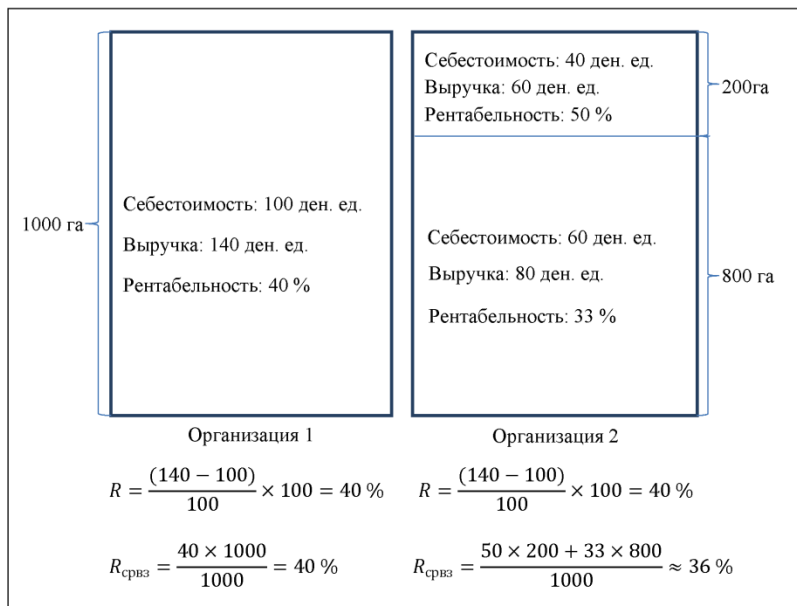 1000 га
Себестоимость: 100 ден. ед.
Выручка: 140 ден. ед.
Рентабельность: 40 %
Себестоимость: 40 ден. ед.
Выручка: 60 ден. ед.
Рентабельность: 50 %
200га
Себестоимость: 60 ден. ед.
Выручка: 80 ден. ед.
Рентабельность: 33 %
800 га
Организация 1
Организация 2
R = (140 − 100) / 100 × 100 = 40 %
R = (140 − 100) / 100 × 100 = 40 %
Rсрвз = 40 × 1000 / 1000 = 40 %
Rсрвз = 50 × 200 + 33 × 800 / 1000 ≈ 36 %